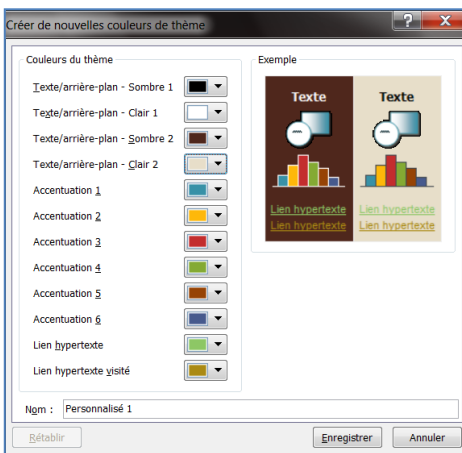 Créer de nouvelles couleurs de thème
Couleurs du thème
Texte/arrière-plan - Sombre 1
Texte/arrière-plan - Clair 1
Texte/arrière-plan - Sombre 2
Texte/arrière-plan - Clair 2
Accentuation 1
Accentuation 2
Accentuation 3
Accentuation 4
Accentuation 5
Accentuation 6
Lien hypertexte
Lien hypertexte visité
Exemple
Texte Texte
Lien hypertexte Lien hypertexte
Lien hypertexte Lien hypertexte
Nom : Personnalisé 1
Rétablir Enregistrer Annuler